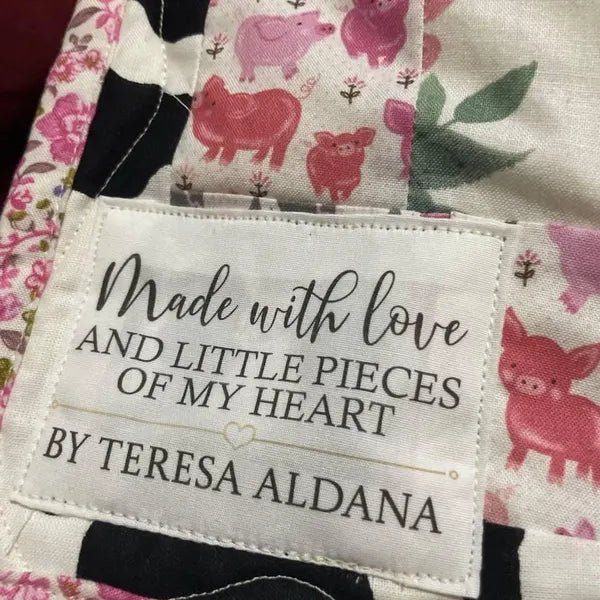 Made with love
AND LITTLE PIECES
OF MY HEART
BY TERESA ALDANA